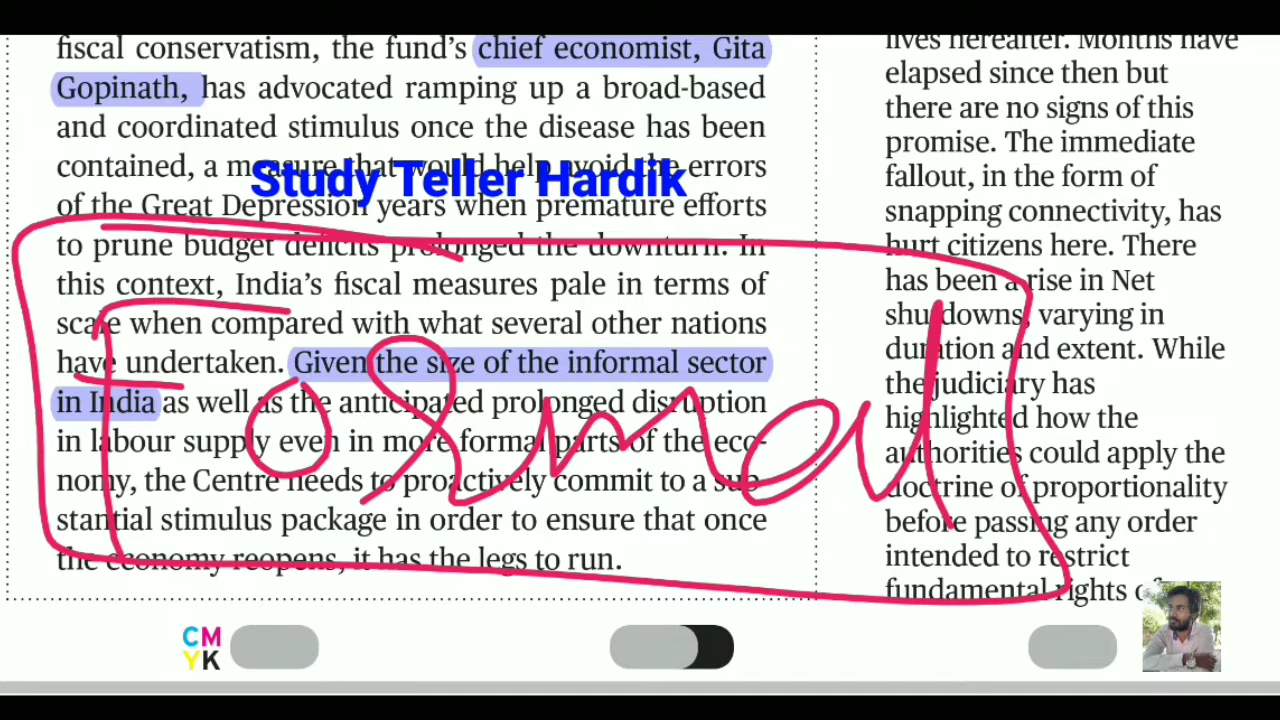 fiscal conservatism, the fund's chief economist, Gita
Gopinath, has advocated ramping up a broad-based
and coordinated stimulus once the disease has been
contained, a measure that would help avoid the errors
of the Great Depression years when premature efforts
to prune budget deficits prolonged the downturn. In
this context, India's fiscal measures pale in terms of
scale when compared with what several other nations
have undertaken. Given the size of the informal sector
in India as well as the anticipated prolonged disruption
in labour supply even in more formal parts of the eco-
nomy, the Centre needs to proactively commit to a sub-
stantial stimulus package in order to ensure that once
the economy reopens, it has the legs to run.
Study Teller Hardik
Formal
lives hereafter. Months have
elapsed since then but
there are no signs of this
promise. The immediate
fallout, in the form of
snapping connectivity, has
hurt citizens here. There
has been a rise in Net
shutdowns, varying in
duration and extent. While
the judiciary has
highlighted how the
authorities could apply the
doctrine of proportionality
before passing any order
intended to restrict
fundamental rights of
CM
YK